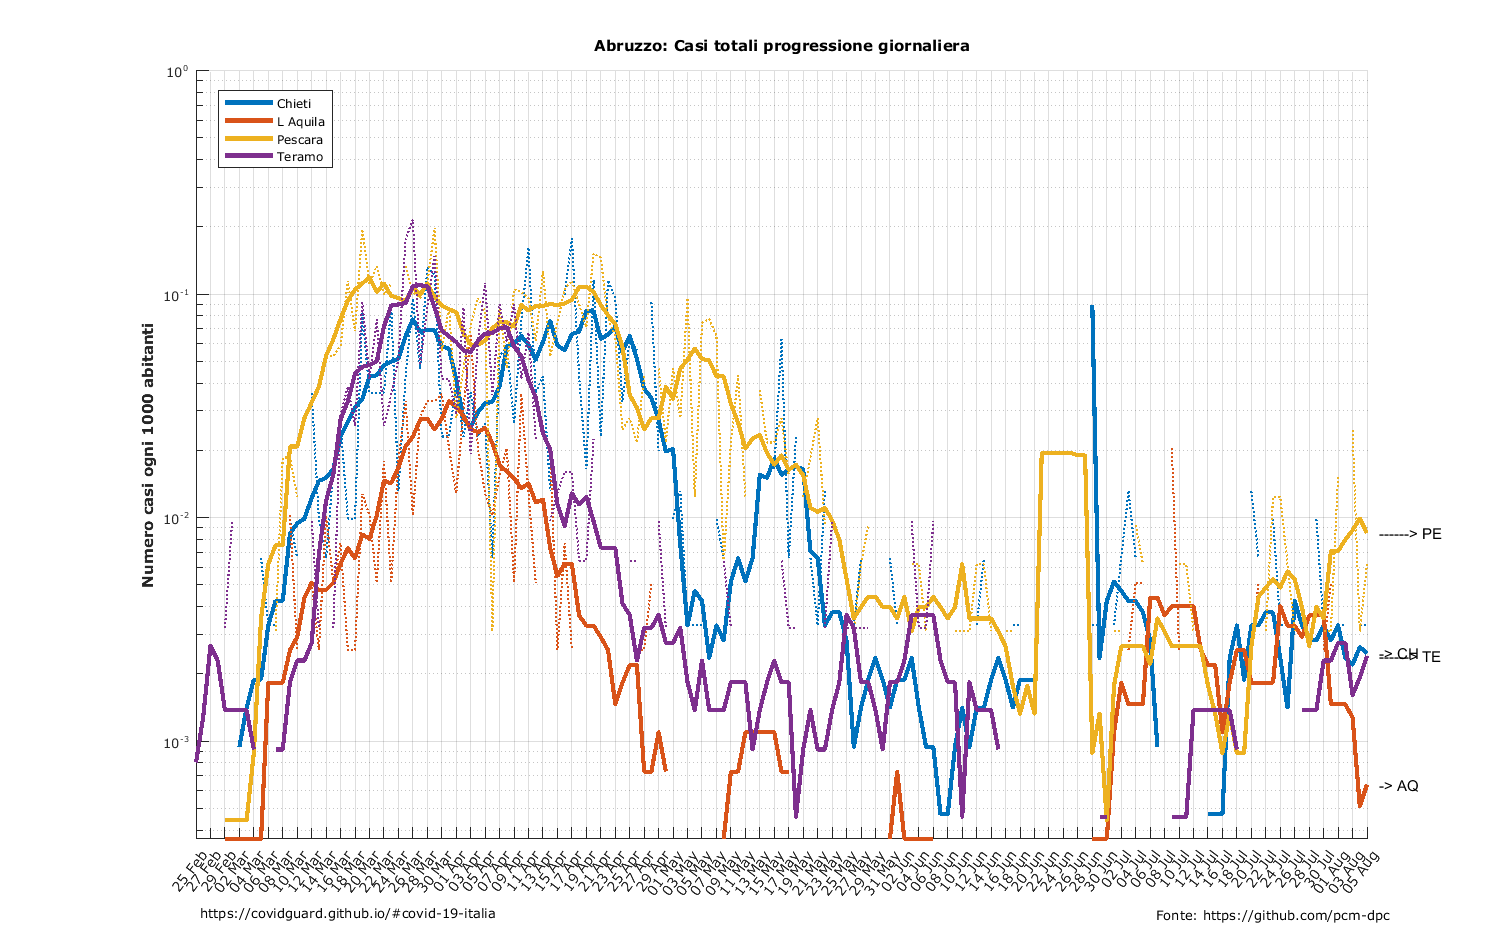 Abruzzo: Casi totali progressione giornaliera
10⁰
10⁻¹
10⁻²
10⁻³
Numero casi ogni 1000 abitanti
Chieti
L Aquila
Pescara
Teramo
------> PE
-> CH
------> TE
-> AQ
25 Feb
27 Feb
29 Feb
02 Mar
04 Mar
06 Mar
08 Mar
10 Mar
12 Mar
14 Mar
16 Mar
18 Mar
20 Mar
22 Mar
24 Mar
26 Mar
28 Mar
30 Mar
01 Apr
03 Apr
05 Apr
07 Apr
09 Apr
11 Apr
13 Apr
15 Apr
17 Apr
19 Apr
21 Apr
23 Apr
25 Apr
27 Apr
29 Apr
01 May
03 May
05 May
07 May
09 May
11 May
13 May
15 May
17 May
19 May
21 May
23 May
25 May
27 May
29 May
31 May
02 Jun
04 Jun
06 Jun
08 Jun
10 Jun
12 Jun
14 Jun
16 Jun
18 Jun
20 Jun
22 Jun
24 Jun
26 Jun
28 Jun
30 Jun
02 Jul
04 Jul
06 Jul
08 Jul
10 Jul
12 Jul
14 Jul
16 Jul
18 Jul
20 Jul
22 Jul
24 Jul
26 Jul
28 Jul
30 Jul
01 Aug
03 Aug
05 Aug
https://covidguard.github.io/#covid-19-italia
Fonte: https://github.com/pcm-dpc